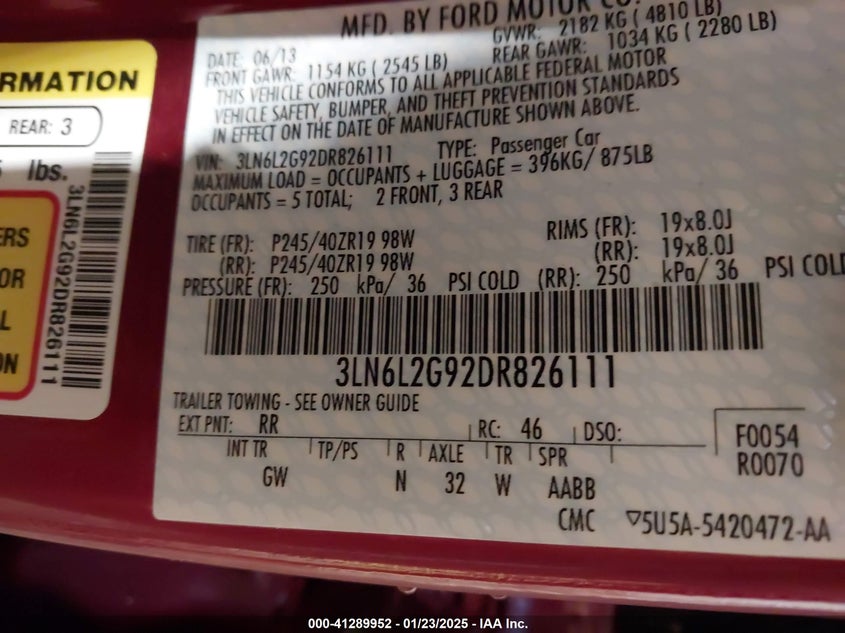 MFD. BY FORD MOTOR CO.
DATE: 06/13 GVWR: 2182 KG ( 4810 LB)
FRONT GAWR: 1154 KG ( 2545 LB) REAR GAWR: 1034 KG ( 2280 LB)
THIS VEHICLE CONFORMS TO ALL APPLICABLE FEDERAL MOTOR
VEHICLE SAFETY, BUMPER, AND THEFT PREVENTION STANDARDS
IN EFFECT ON THE DATE OF MANUFACTURE SHOWN ABOVE.
VIN: 3LN6L2G92DR826111 TYPE: Passenger Car
MAXIMUM LOAD = OCCUPANTS + LUGGAGE = 396KG/ 875LB
OCCUPANTS = 5 TOTAL; 2 FRONT, 3 REAR
TIRE (FR): P245/40ZR19 98W RIMS (FR): 19x8.0J
(RR): P245/40ZR19 98W (RR): 19x8.0J
PRESSURE (FR): 250 kPa/ 36 PSI COLD (RR): 250 kPa/ 36 PSI COLD
3LN6L2G92DR826111
TRAILER TOWING - SEE OWNER GUIDE
EXT PNT: RR RC: 46 DSO: F0054
INT TR TP/PS R AXLE TR SPR R0070
GW N 32 W AABB
CMC ▽5U5A-5420472-AA
RMATION
REAR: 3
lbs.
ERS
OR
L
ON
3LN6L2G92DR826111
000-41289952 - 01/23/2025 - IAA Inc.